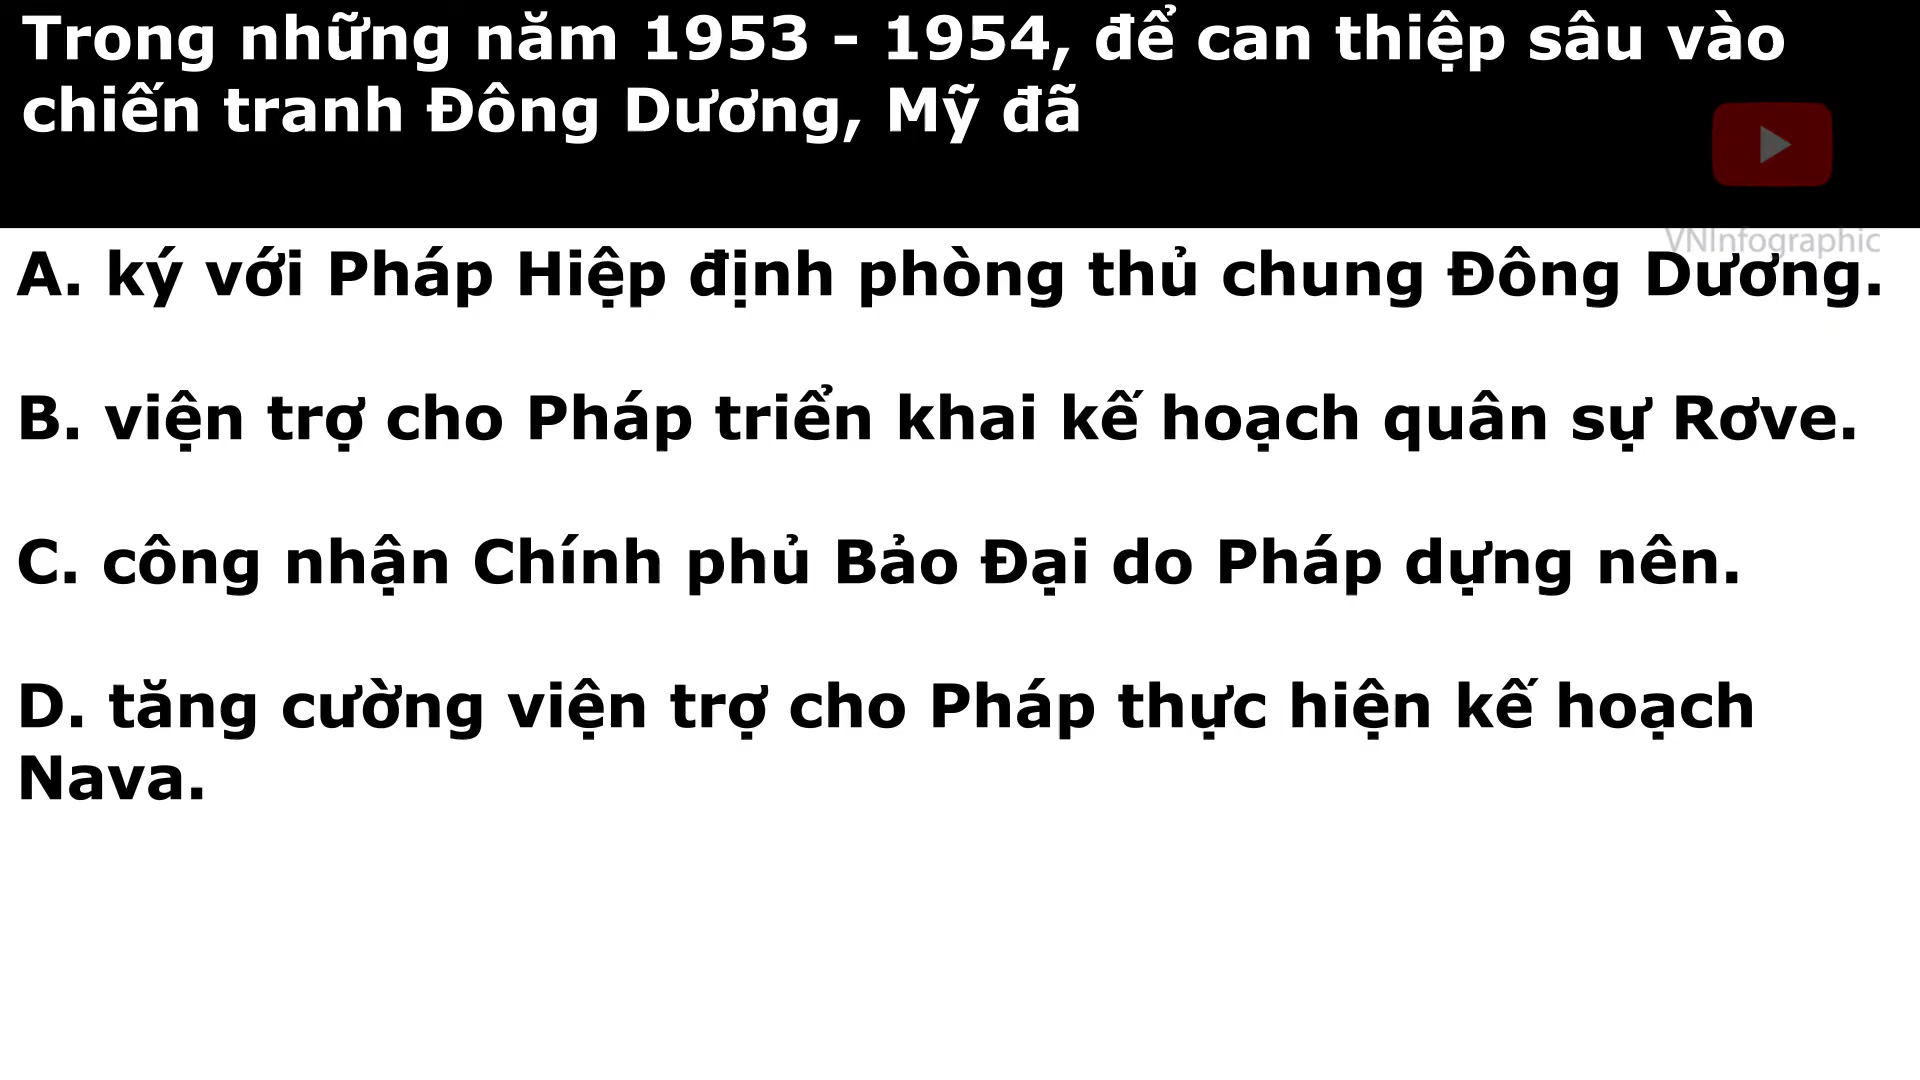 Trong những năm 1953 - 1954, để can thiệp sâu vào
chiến tranh Đông Dương, Mỹ đã
VNInfographic
A. ký với Pháp Hiệp định phòng thủ chung Đông Dương.
B. viện trợ cho Pháp triển khai kế hoạch quân sự Rơve.
C. công nhận Chính phủ Bảo Đại do Pháp dựng nên.
D. tăng cường viện trợ cho Pháp thực hiện kế hoạch
Nava.